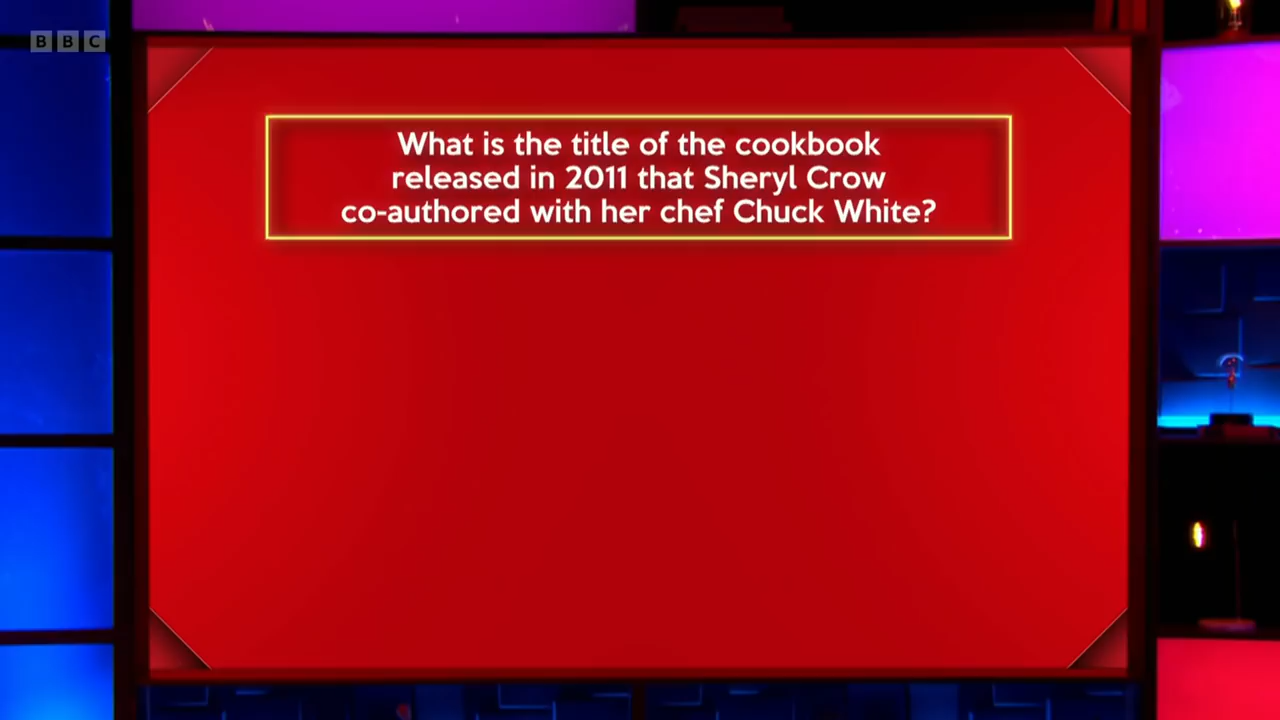 BBC
What is the title of the cookbook
released in 2011 that Sheryl Crow
co-authored with her chef Chuck White?